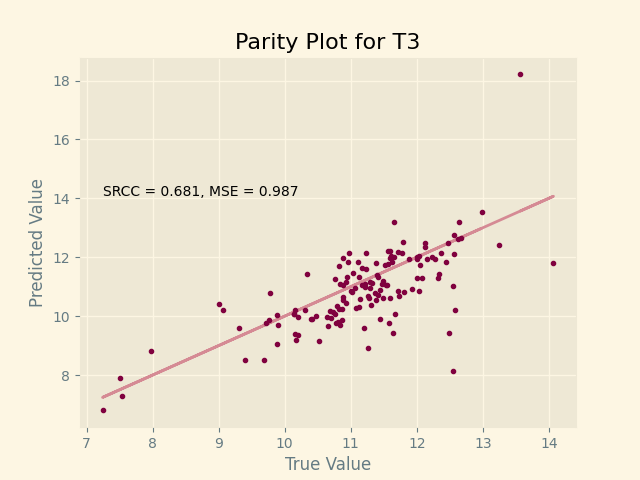 Parity Plot for T3
18
16
14
12
10
8
SRCC = 0.681, MSE = 0.987
Predicted Value
7 8 9 10 11 12 13 14
True Value